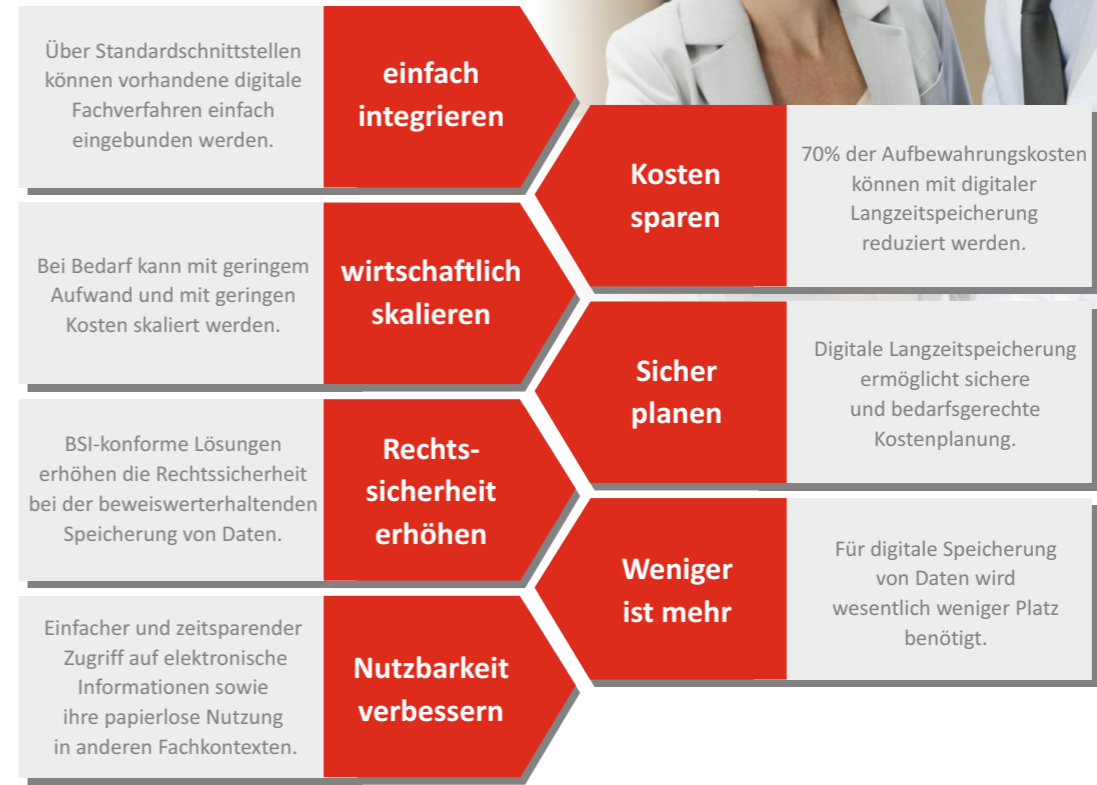 Über Standardschnittstellen
können vorhandene digitale
Fachverfahren einfach
eingebunden werden.
einfach
integrieren
Kosten
sparen
70% der Aufbewahrungskosten
können mit digitaler
Langzeitspeicherung
reduziert werden.
Bei Bedarf kann mit geringem
Aufwand und mit geringen
Kosten skaliert werden.
wirtschaftlich
skalieren
Sicher
planen
Digitale Langzeitspeicherung
ermöglicht sichere
und bedarfsgerechte
Kostenplanung.
BSI-konforme Lösungen
erhöhen die Rechtssicherheit
bei der beweiswerterhaltenden
Speicherung von Daten.
Rechts-
sicherheit
erhöhen
Weniger
ist mehr
Für digitale Speicherung
von Daten wird
wesentlich weniger Platz
benötigt.
Einfacher und zeitsparender
Zugriff auf elektronische
Informationen sowie
ihre papierlose Nutzung
in anderen Fachkontexten.
Nutzbarkeit
verbessern